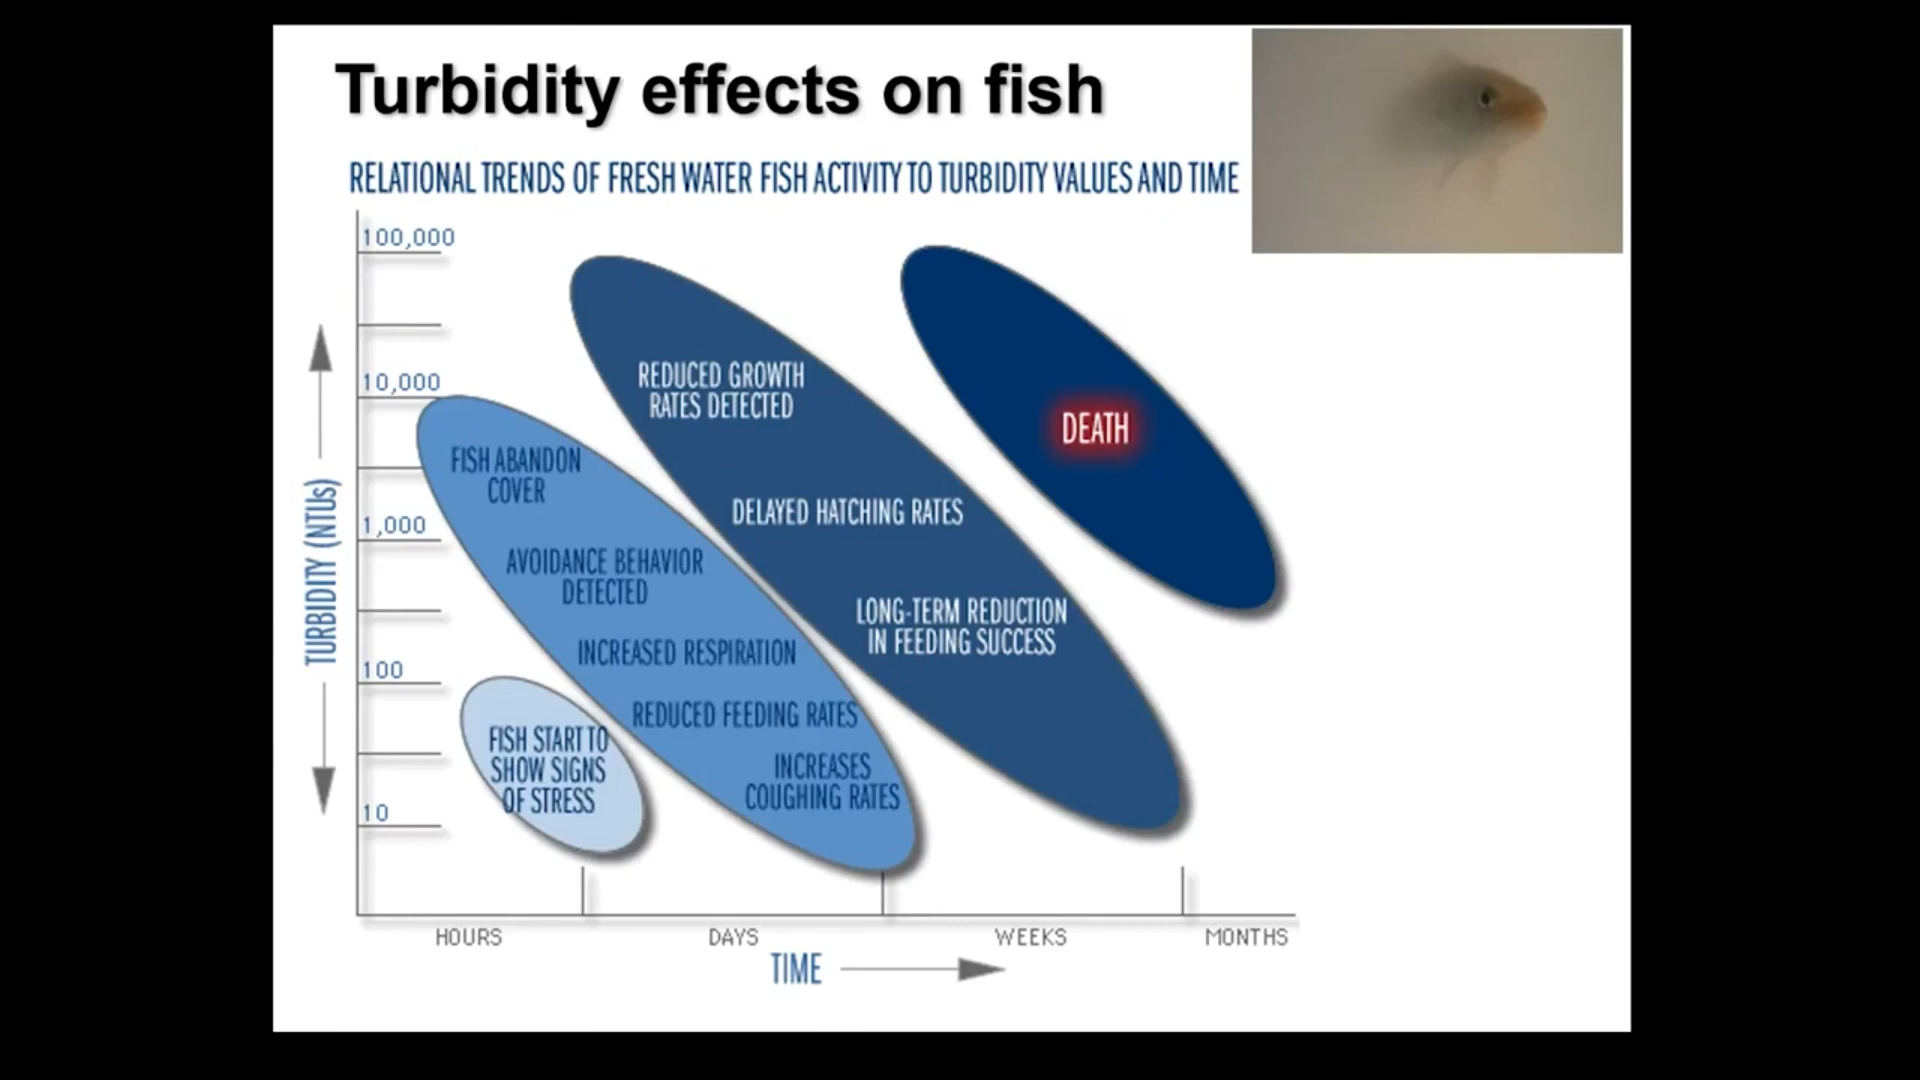 Turbidity effects on fish
RELATIONAL TRENDS OF FRESH WATER FISH ACTIVITY TO TURBIDITY VALUES AND TIME
100,000
10,000
1,000
100
10
TURBIDITY (NTUs)
FISH ABANDON
COVER
AVOIDANCE BEHAVIOR
DETECTED
INCREASED RESPIRATION
REDUCED FEEDING RATES
INCREASES
COUGHING RATES
FISH START TO
SHOW SIGNS
OF STRESS
REDUCED GROWTH
RATES DETECTED
DELAYED HATCHING RATES
LONG-TERM REDUCTION
IN FEEDING SUCCESS
DEATH
HOURS
DAYS
WEEKS
MONTHS
TIME